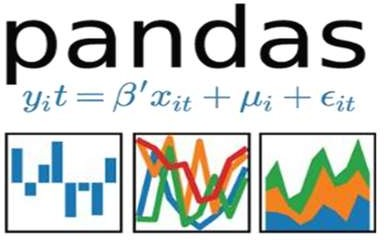 pandas
yᵢt = β′xᵢₜ + μᵢ + ϵᵢₜ